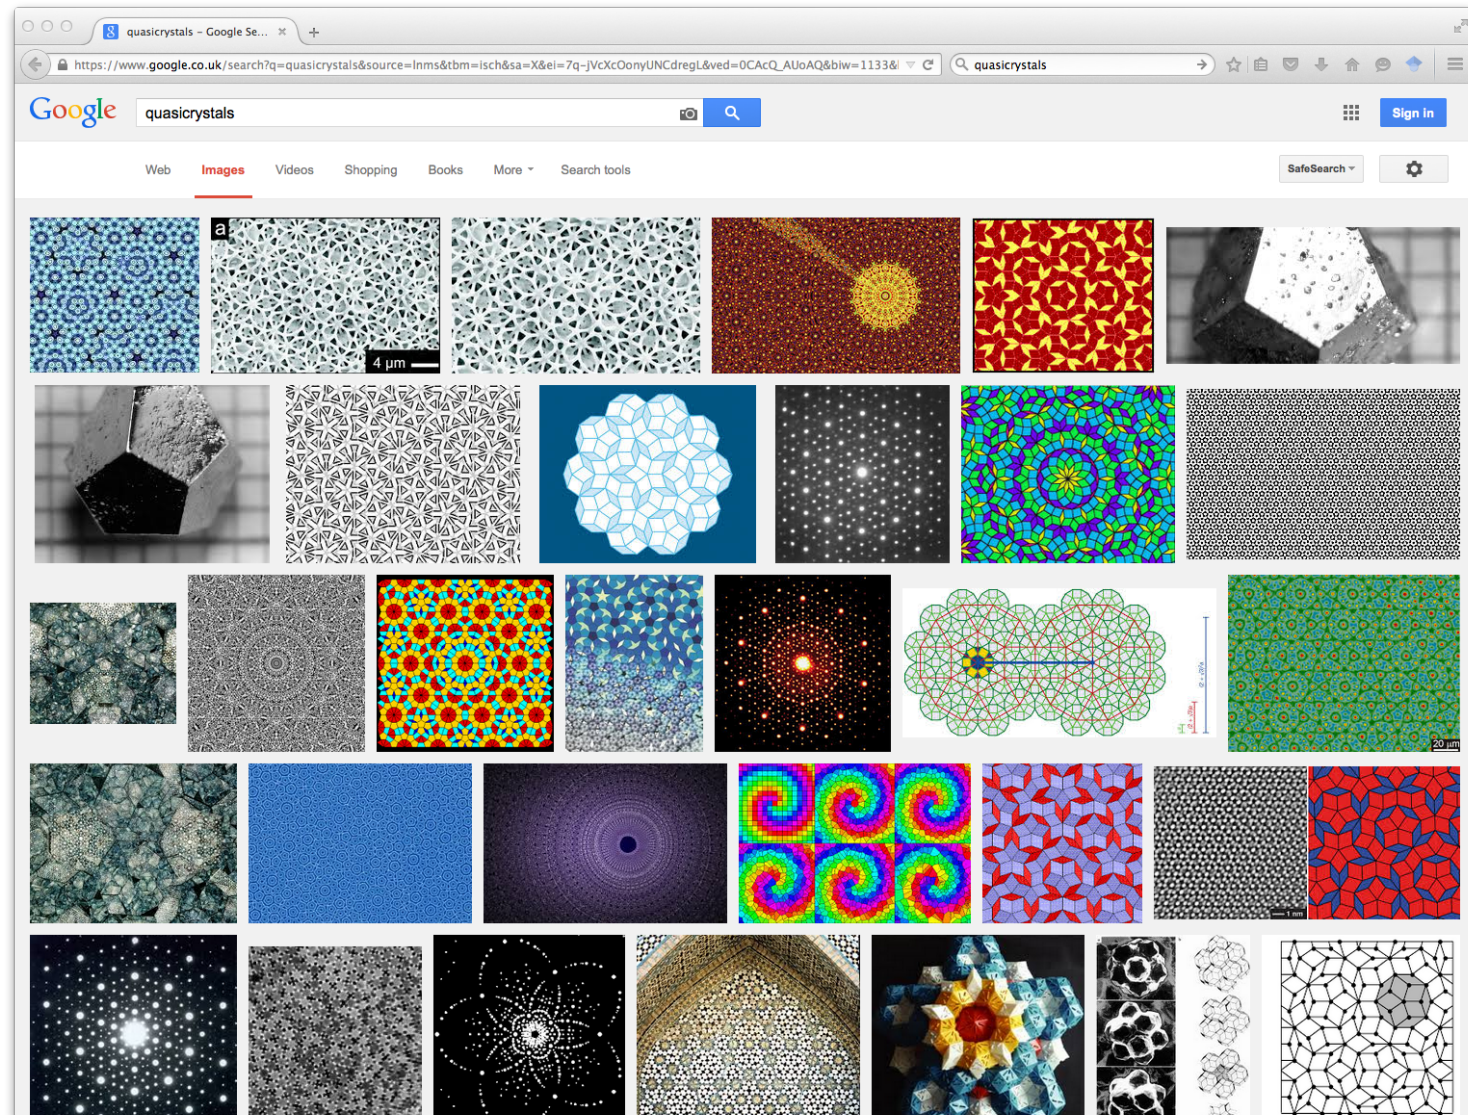 quasicrystals – Google Se...
https://www.google.co.uk/search?q=quasicrystals&source=lnms&tbm=isch&sa=X&ei=7q-jVcXcOonyUNCdregL&ved=0CAcQ_AUoAQ&biw=1133&
quasicrystals
Google
quasicrystals
Sign in
Web
Images
Videos
Shopping
Books
More
Search tools
SafeSearch
a
4 μm
20 μm
1 nm